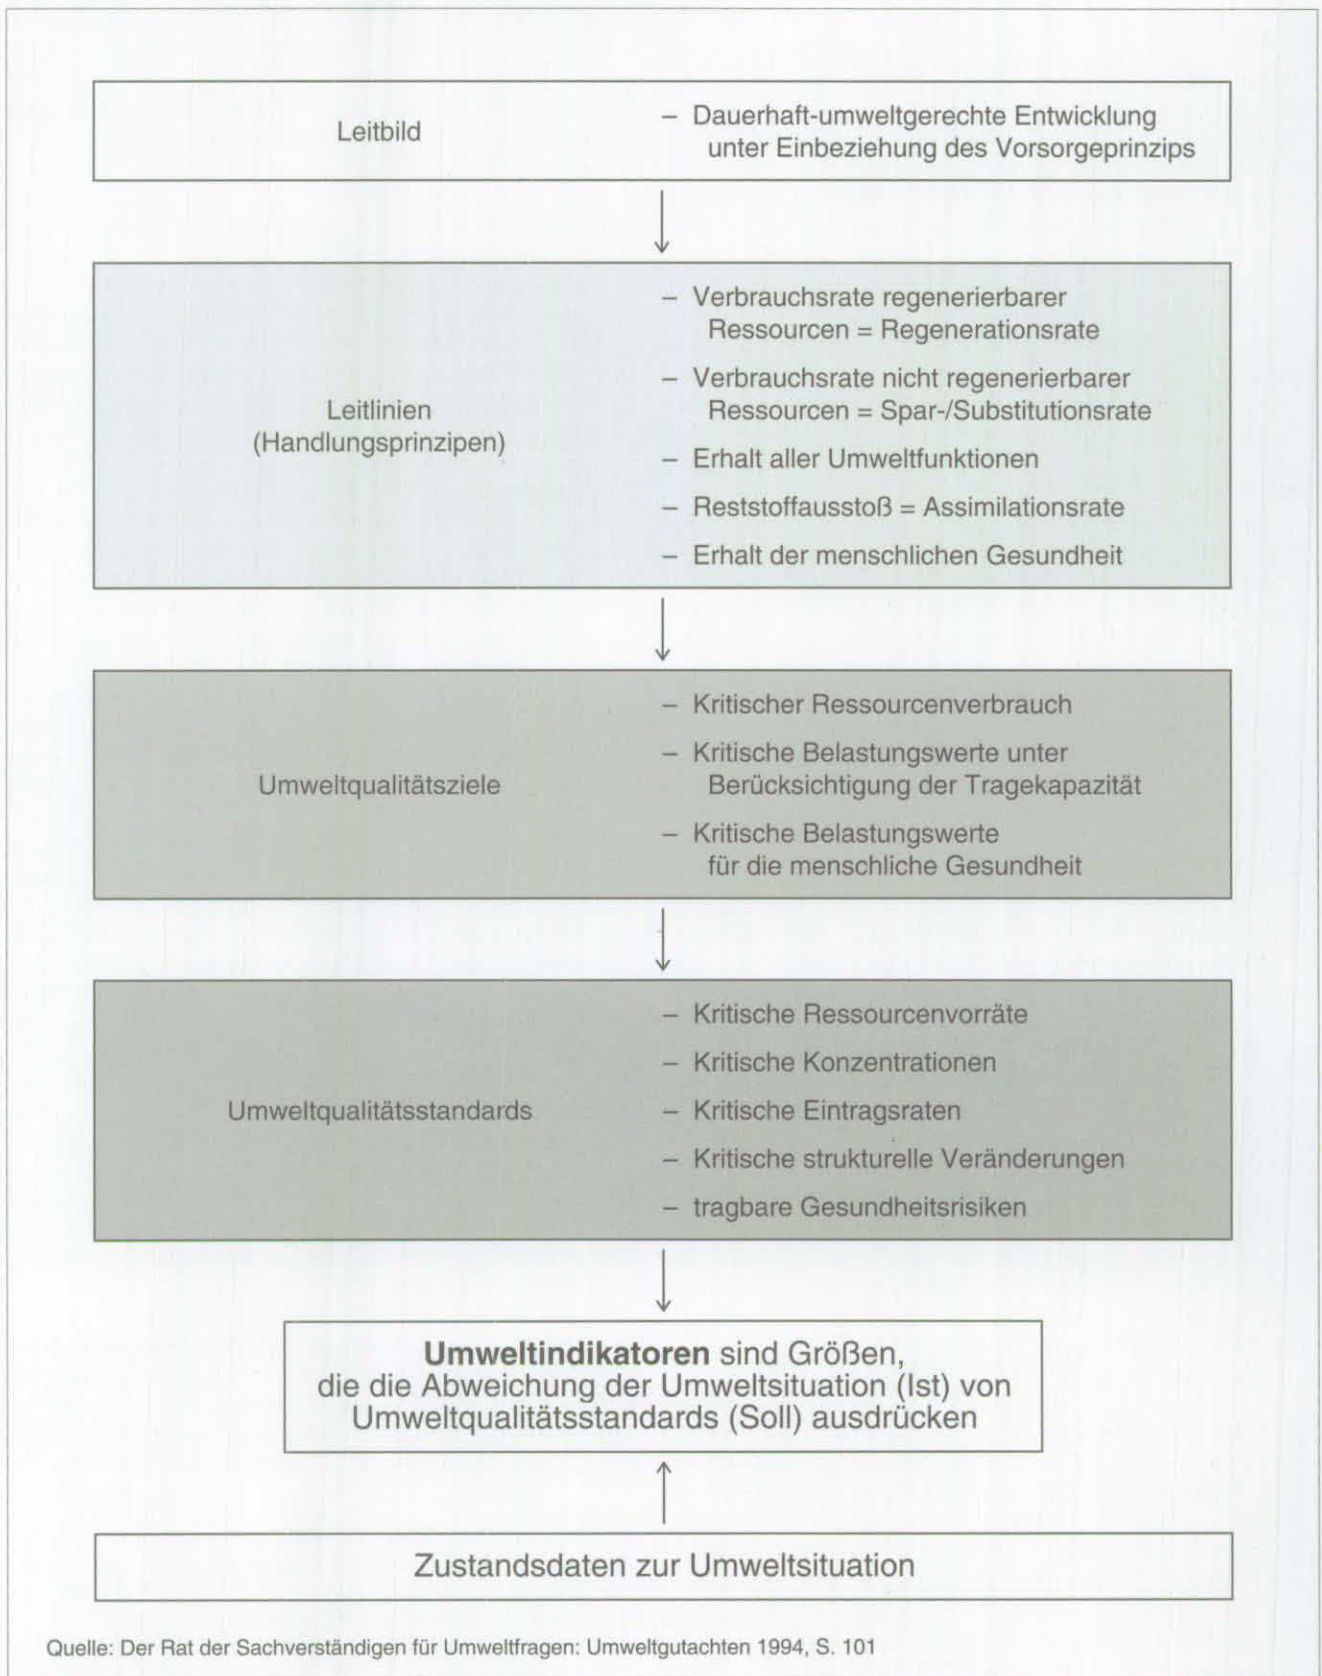 Leitbild
– Dauerhaft-umweltgerechte Entwicklung
unter Einbeziehung des Vorsorgeprinzips
Leitlinien
(Handlungsprinzipen)
– Verbrauchsrate regenerierbarer
Ressourcen = Regenerationsrate
– Verbrauchsrate nicht regenerierbarer
Ressourcen = Spar-/Substitutionsrate
– Erhalt aller Umweltfunktionen
– Reststoffausstoß = Assimilationsrate
– Erhalt der menschlichen Gesundheit
Umweltqualitätsziele
– Kritischer Ressourcenverbrauch
– Kritische Belastungswerte unter
Berücksichtigung der Tragekapazität
– Kritische Belastungswerte
für die menschliche Gesundheit
Umweltqualitätsstandards
– Kritische Ressourcenvorräte
– Kritische Konzentrationen
– Kritische Eintragsraten
– Kritische strukturelle Veränderungen
– tragbare Gesundheitsrisiken
Umweltindikatoren sind Größen,
die die Abweichung der Umweltsituation (Ist) von
Umweltqualitätsstandards (Soll) ausdrücken
Zustandsdaten zur Umweltsituation
Quelle: Der Rat der Sachverständigen für Umweltfragen: Umweltgutachten 1994, S. 101